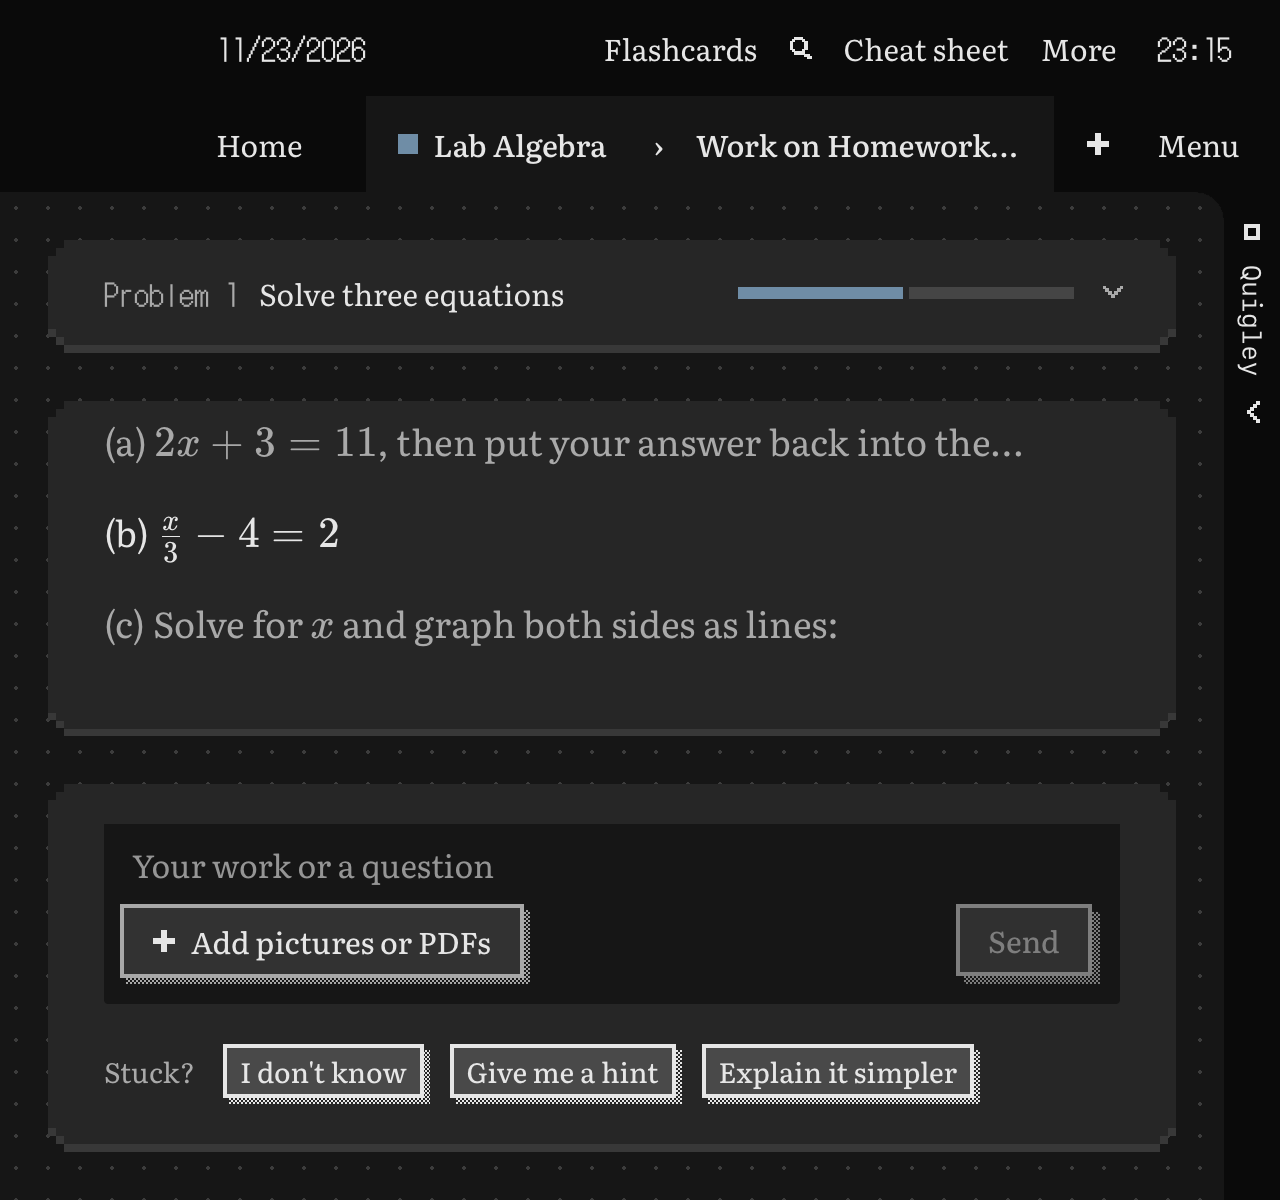 11/23/2026 Flashcards Cheat sheet More 23:15
Home Lab Algebra › Work on Homework... Menu
Quigley
Problem 1 Solve three equations
(a) 2x + 3 = 11, then put your answer back into the...
(b) x/3 − 4 = 2
(c) Solve for x and graph both sides as lines:
Your work or a question
Add pictures or PDFs Send
Stuck? I don't know Give me a hint Explain it simpler